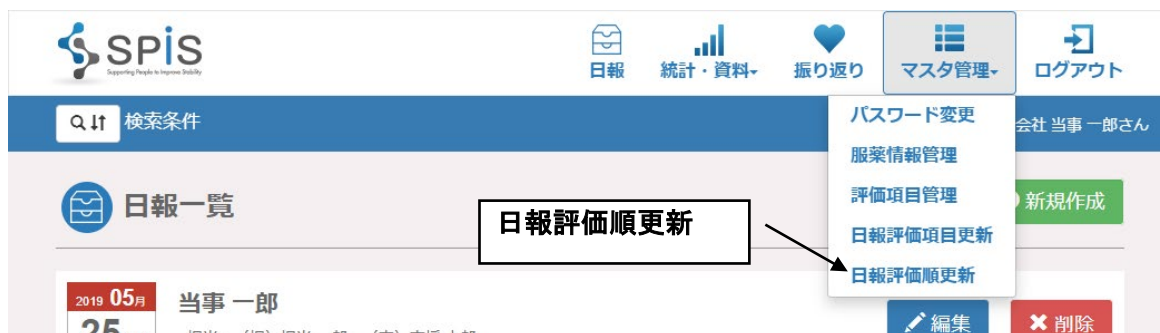 SPiS
Supporting People to Improve Stability
日報
統計・資料
振り返り
マスタ管理
ログアウト
検索条件
会社 当事 一郎さん
パスワード変更
服薬情報管理
評価項目管理
日報評価項目更新
日報評価順更新
日報一覧
新規作成
日報評価順更新
2019 05月
25
当事 一郎
編集
削除